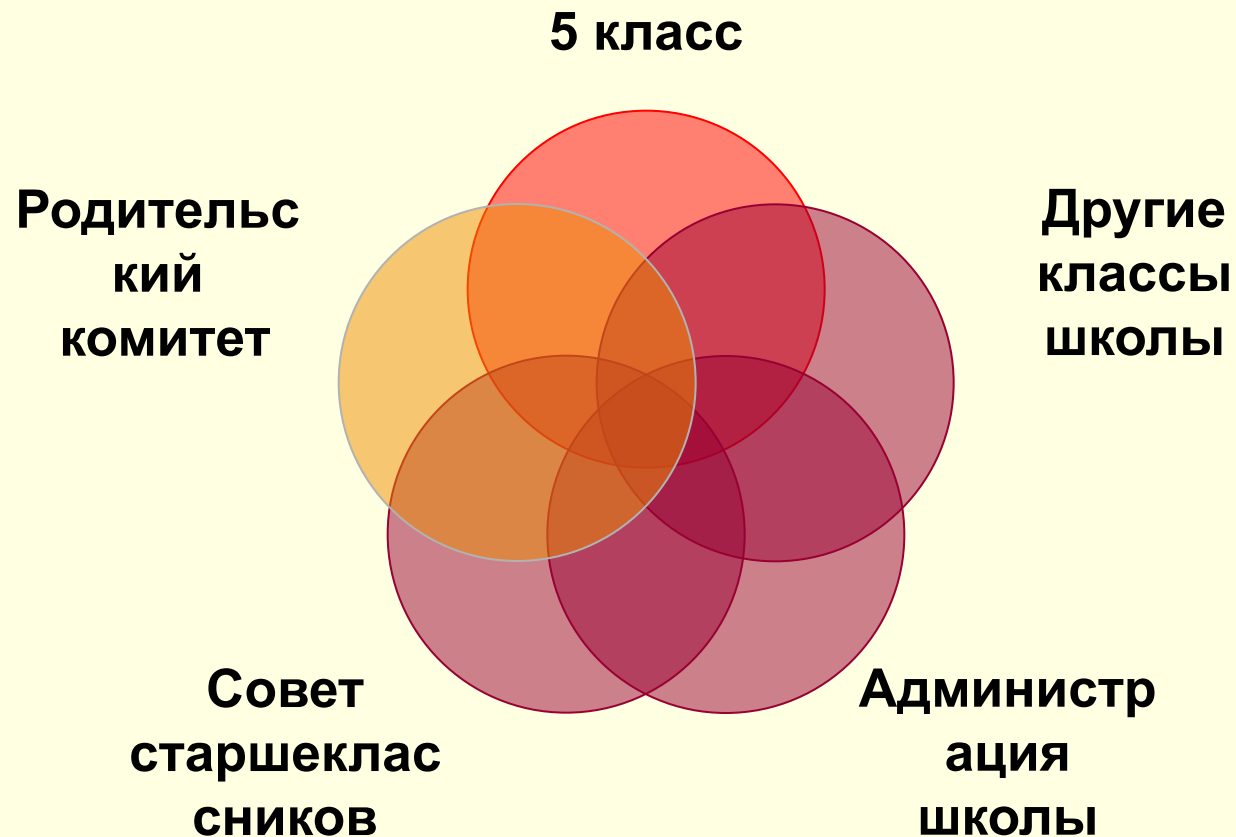 5 класс
Родительс
кий
комитет
Другие
классы
школы
Совет
старшеклас
сников
Администр
ация
школы